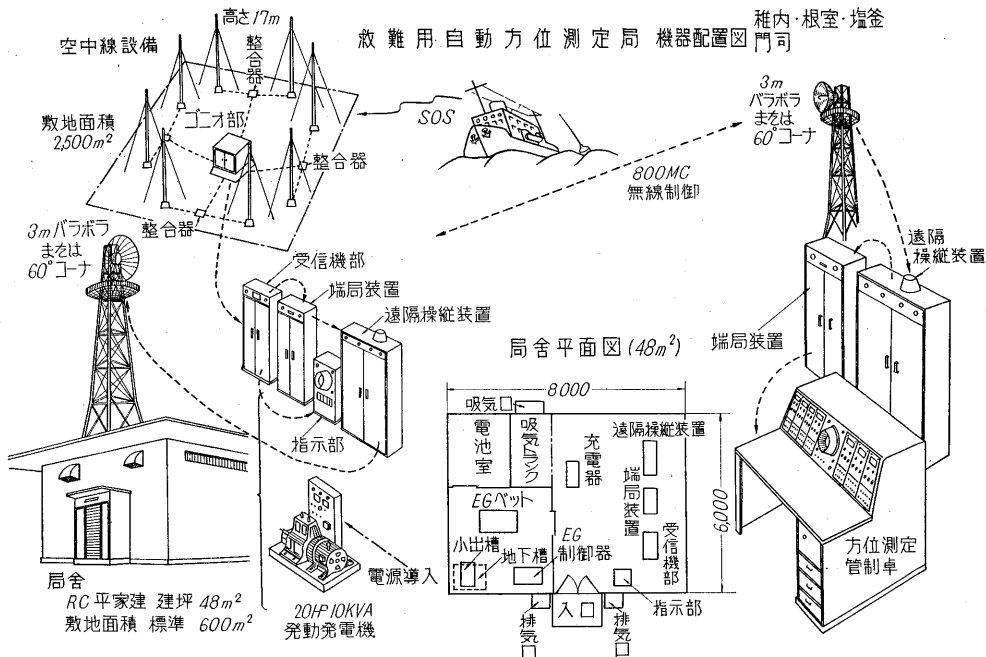 救難用自動方位測定局 機器配置図
稚内・根室・塩釜
門司
空中線設備
高さ17m
整合器
敷地面積
2,500m²
ゴニオ部
整合器
整合器
SOS
800MC
無線制御
3m
パラボラ
または
60°コーナ
3mパラボラ
または
60°コーナ
受信機部
端局装置
遠隔操縦装置
指示部
遠隔
操縦装置
端局装置
方位測定
管制卓
局舎
RC平家建 建坪48m²
敷地面積 標準 600m²
20HP10KVA
発動発電機
電源導入
局舎平面図(48m²)
8000
6,000
吸気口
電池室
吸気トランク
充電器
遠隔操縦装置
端局装置
受信機部
EGベット
小出槽
地下槽
EG
制御器
指示部
入口
排気口
排気口